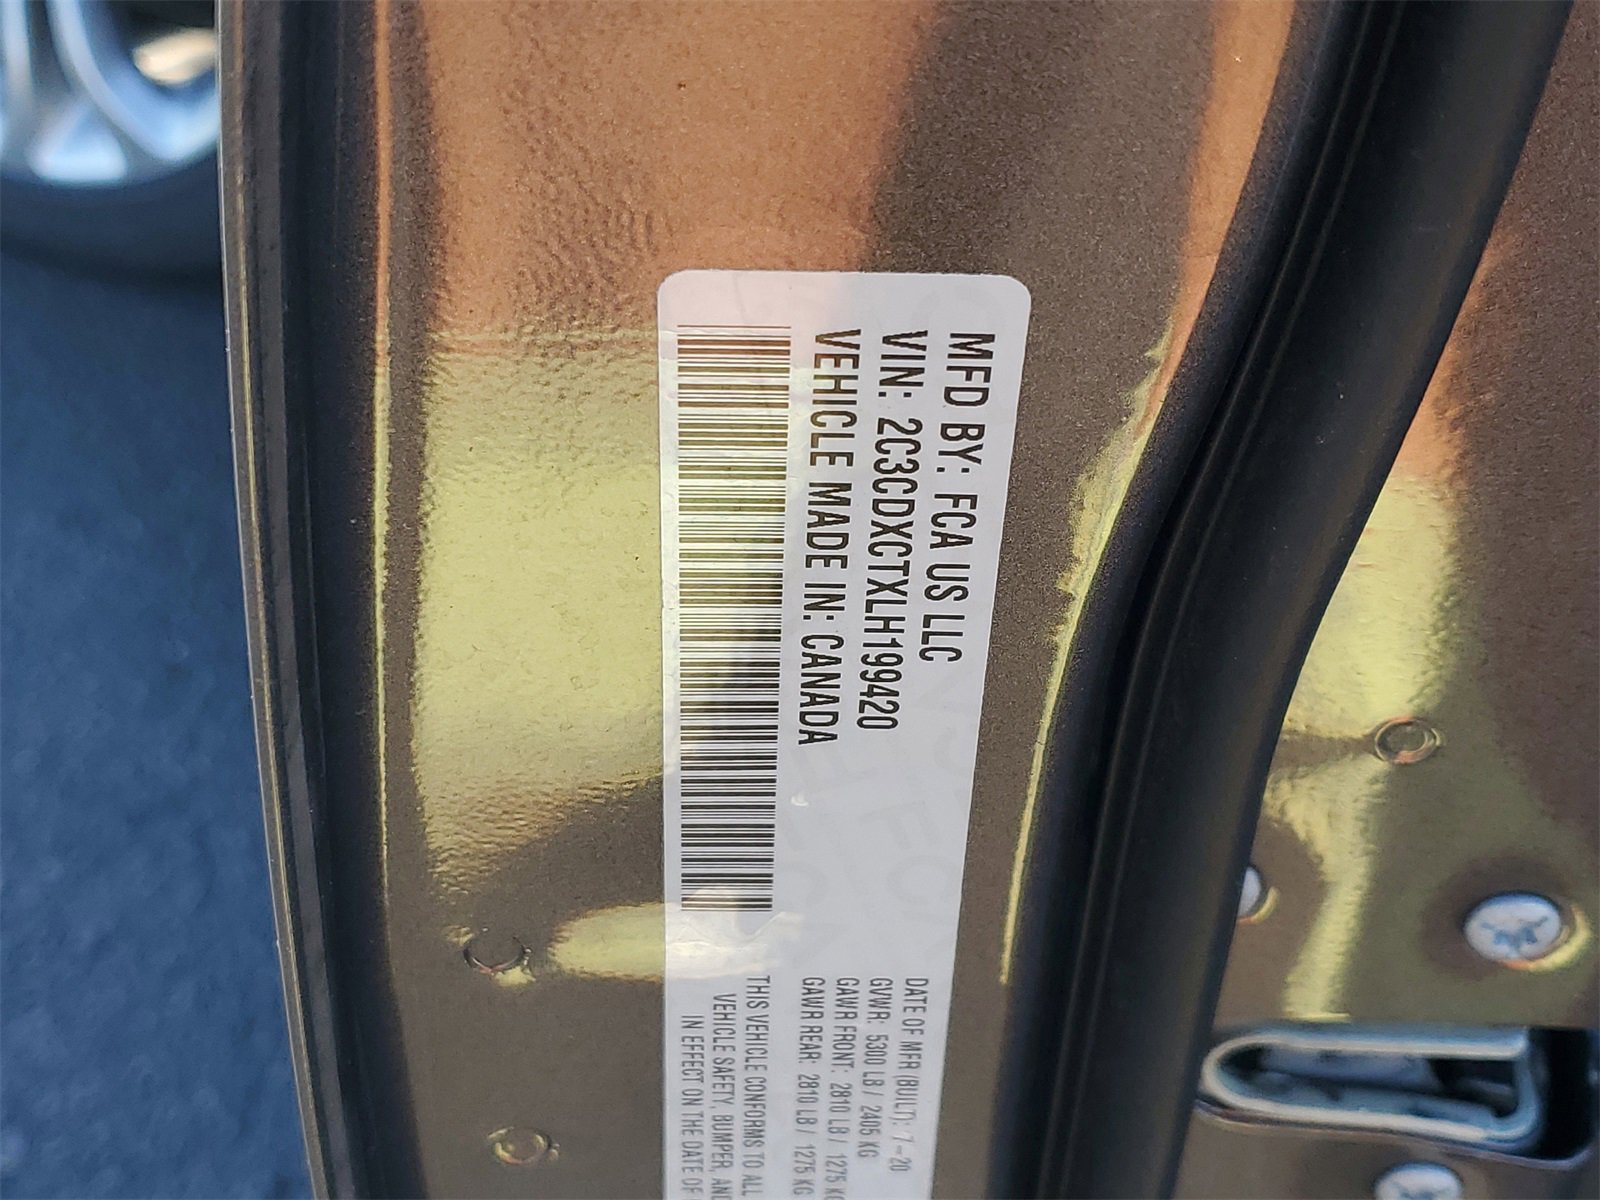 MFD BY: FCA US LLC
VIN: 2C3CDXCTXLH199420
VEHICLE MADE IN: CANADA
DATE OF MFR (BUILT): 7-20
GVWR: 5300 LB / 2405 KG
GAWR FRONT: 2810 LB / 1275 KG
GAWR REAR: 2810 LB / 1275 KG
THIS VEHICLE CONFORMS TO ALL
VEHICLE SAFETY, BUMPER, AND
IN EFFECT ON THE DATE OF